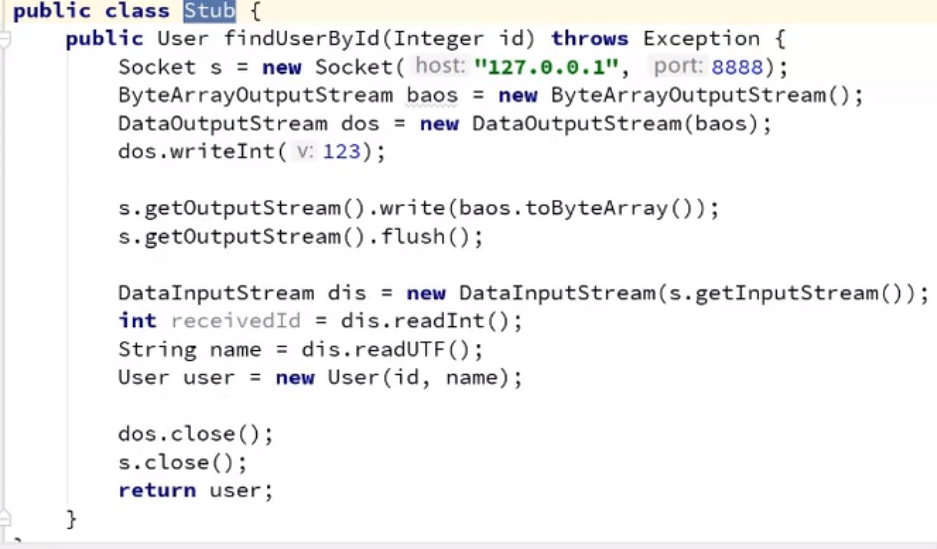 public class Stub {
public User findUserById(Integer id) throws Exception {
Socket s = new Socket( host: "127.0.0.1", port: 8888);
ByteArrayOutputStream baos = new ByteArrayOutputStream();
DataOutputStream dos = new DataOutputStream(baos);
dos.writeInt( v: 123);
s.getOutputStream().write(baos.toByteArray());
s.getOutputStream().flush();
DataInputStream dis = new DataInputStream(s.getInputStream());
int receivedId = dis.readInt();
String name = dis.readUTF();
User user = new User(id, name);
dos.close();
s.close();
return user;
}